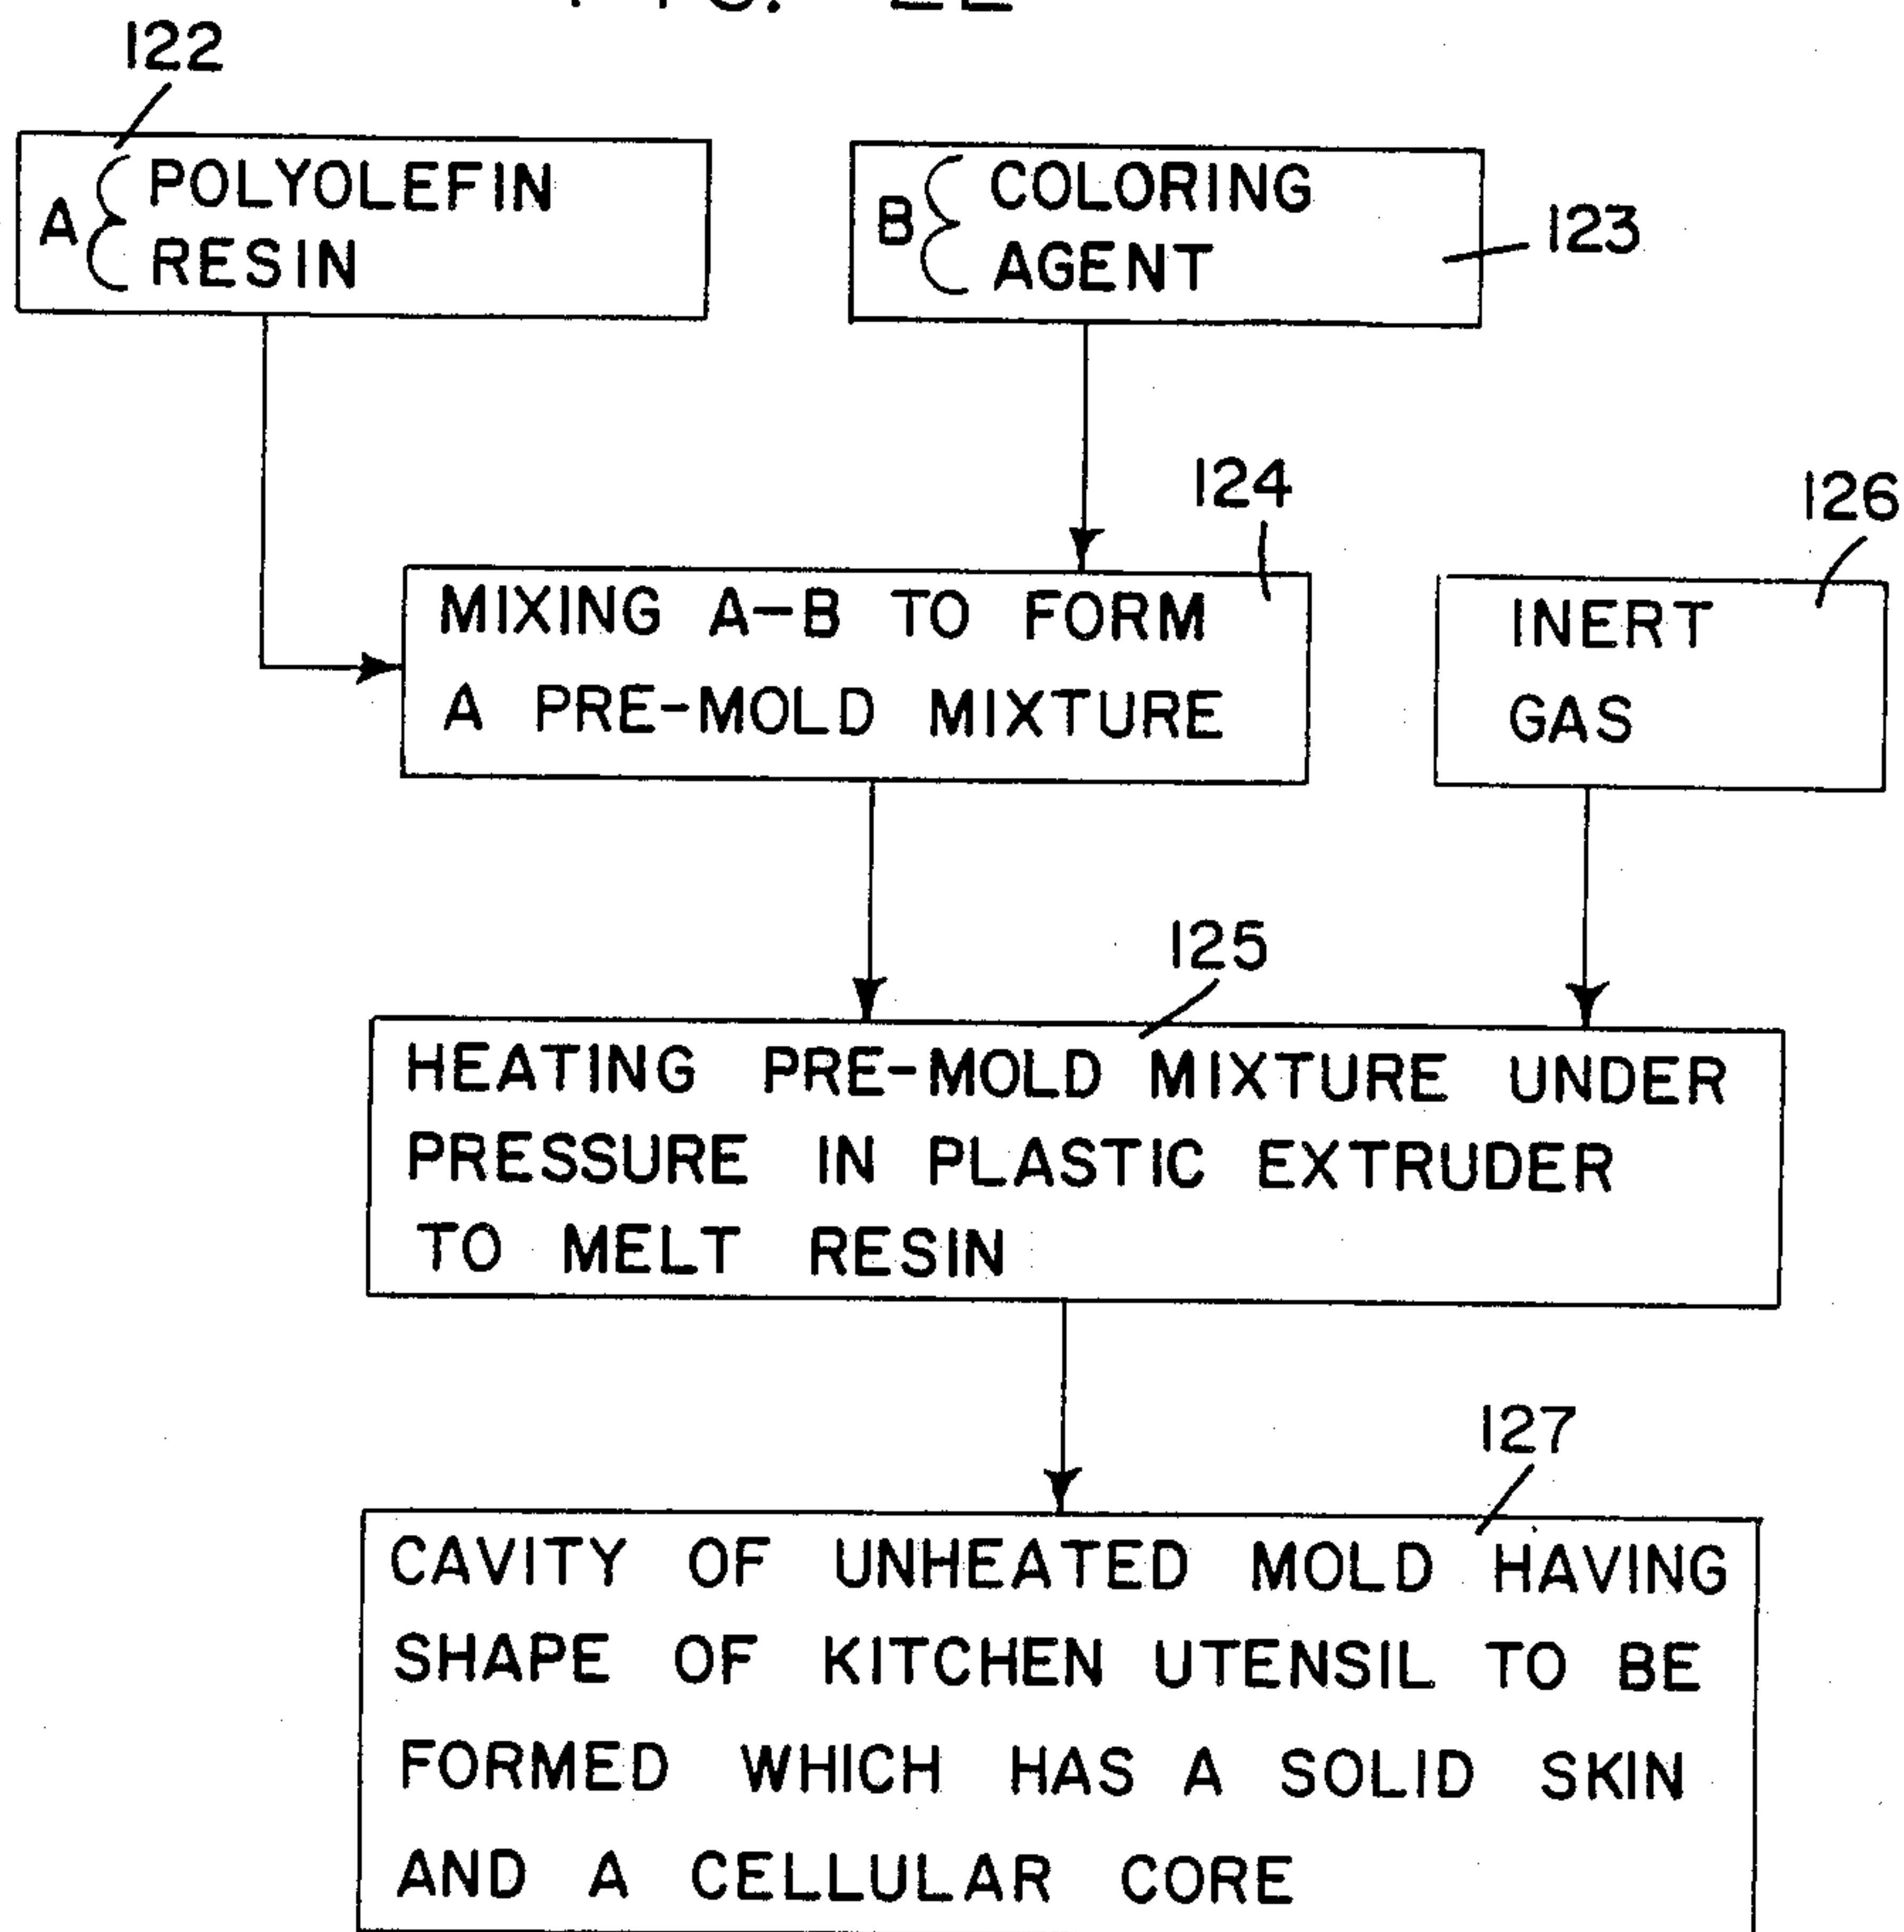 122
A { POLYOLEFIN
RESIN
B { COLORING
AGENT
123
124
MIXING A-B TO FORM
A PRE-MOLD MIXTURE
126
INERT
GAS
125
HEATING PRE-MOLD MIXTURE UNDER
PRESSURE IN PLASTIC EXTRUDER
TO MELT RESIN
127
CAVITY OF UNHEATED MOLD HAVING
SHAPE OF KITCHEN UTENSIL TO BE
FORMED WHICH HAS A SOLID SKIN
AND A CELLULAR CORE